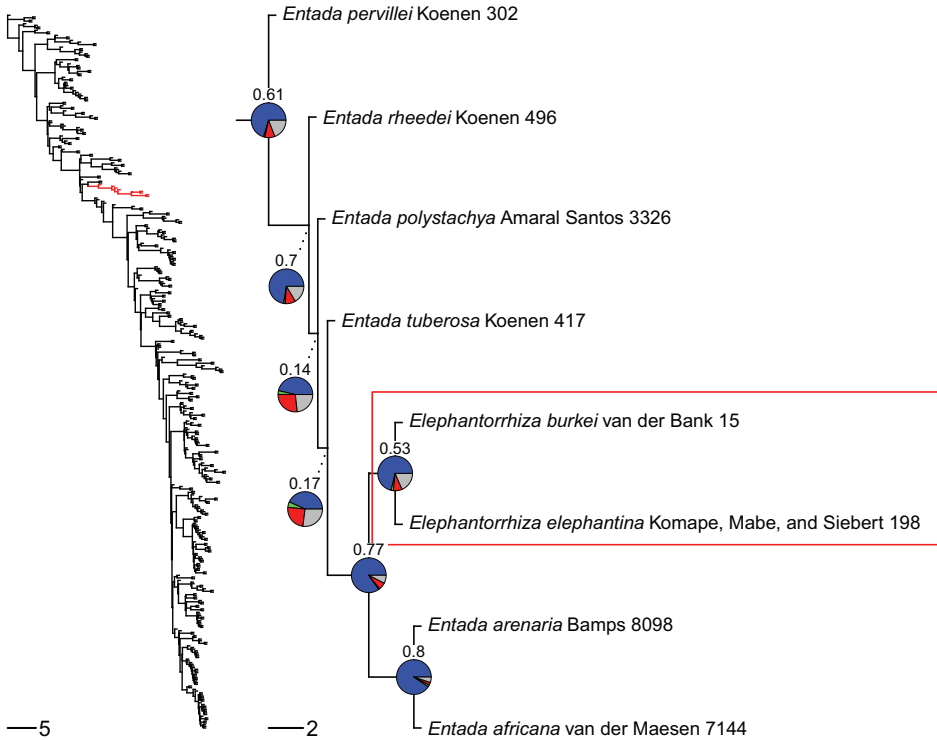 Entada pervillei Koenen 302
0.61
Entada rheedei Koenen 496
Entada polystachya Amaral Santos 3326
0.7
Entada tuberosa Koenen 417
0.14
Elephantorrhiza burkei van der Bank 15
0.53
0.17
Elephantorrhiza elephantina Komape, Mabe, and Siebert 198
0.77
Entada arenaria Bamps 8098
0.8
Entada africana van der Maesen 7144
5
2